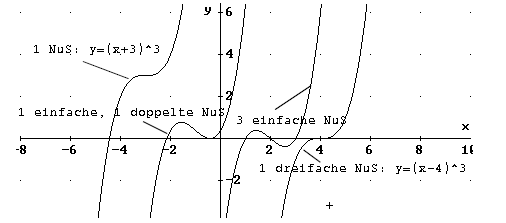 y 6
1 NuS: y=(x+3)^3
4
2
1 einfache, 1 doppelte NuS
3 einfache NuS
x
-8 -6 -4 -2 0 2 4 6 8 10
1 dreifache NuS: y=(x-4)^3
-2